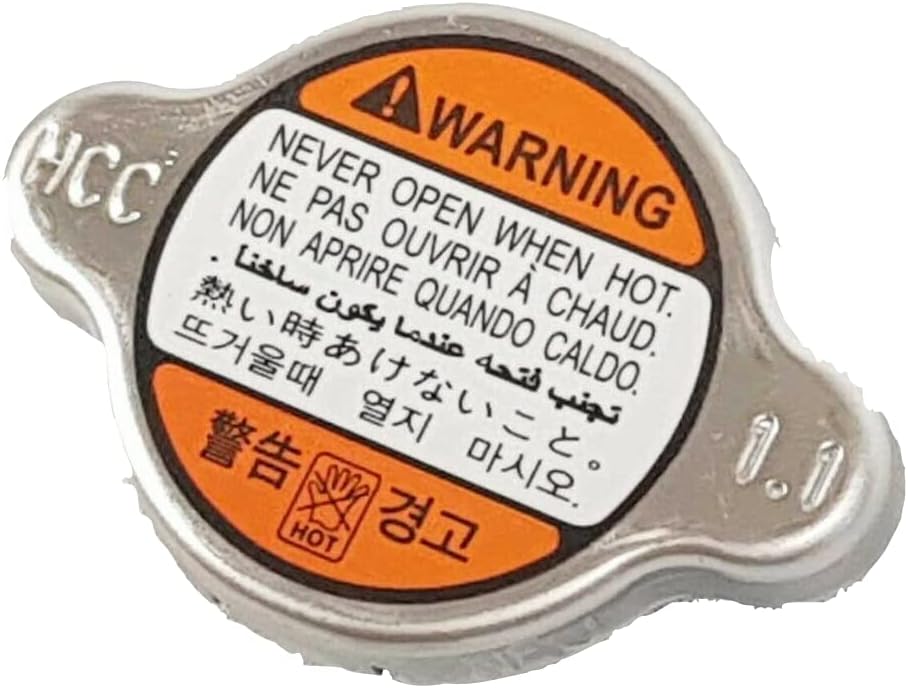 HCC
⚠WARNING
NEVER OPEN WHEN HOT.
NE PAS OUVRIR À CHAUD.
NON APRIRE QUANDO CALDO.
تجنب فتحه عندما يكون ساخنا .
熱い時あけないこと。
뜨거울때 열지 마시오.
警告 HOT 경고
1.1